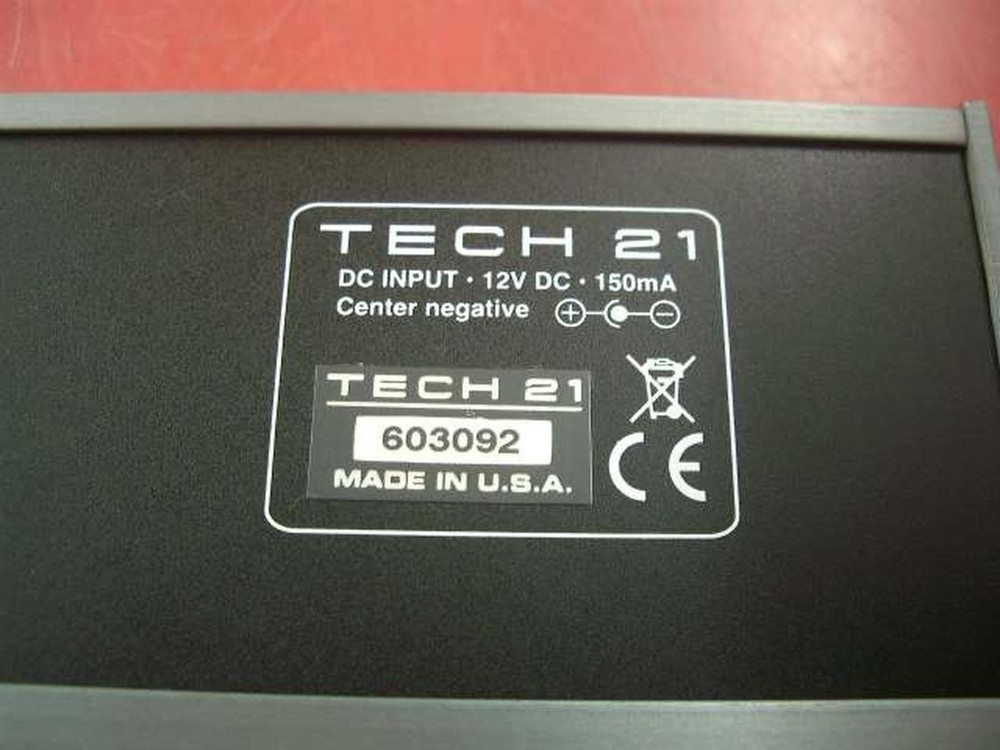 TECH 21
DC INPUT · 12V DC · 150mA
Center negative + −
TECH 21
603092
MADE IN U.S.A.
CE